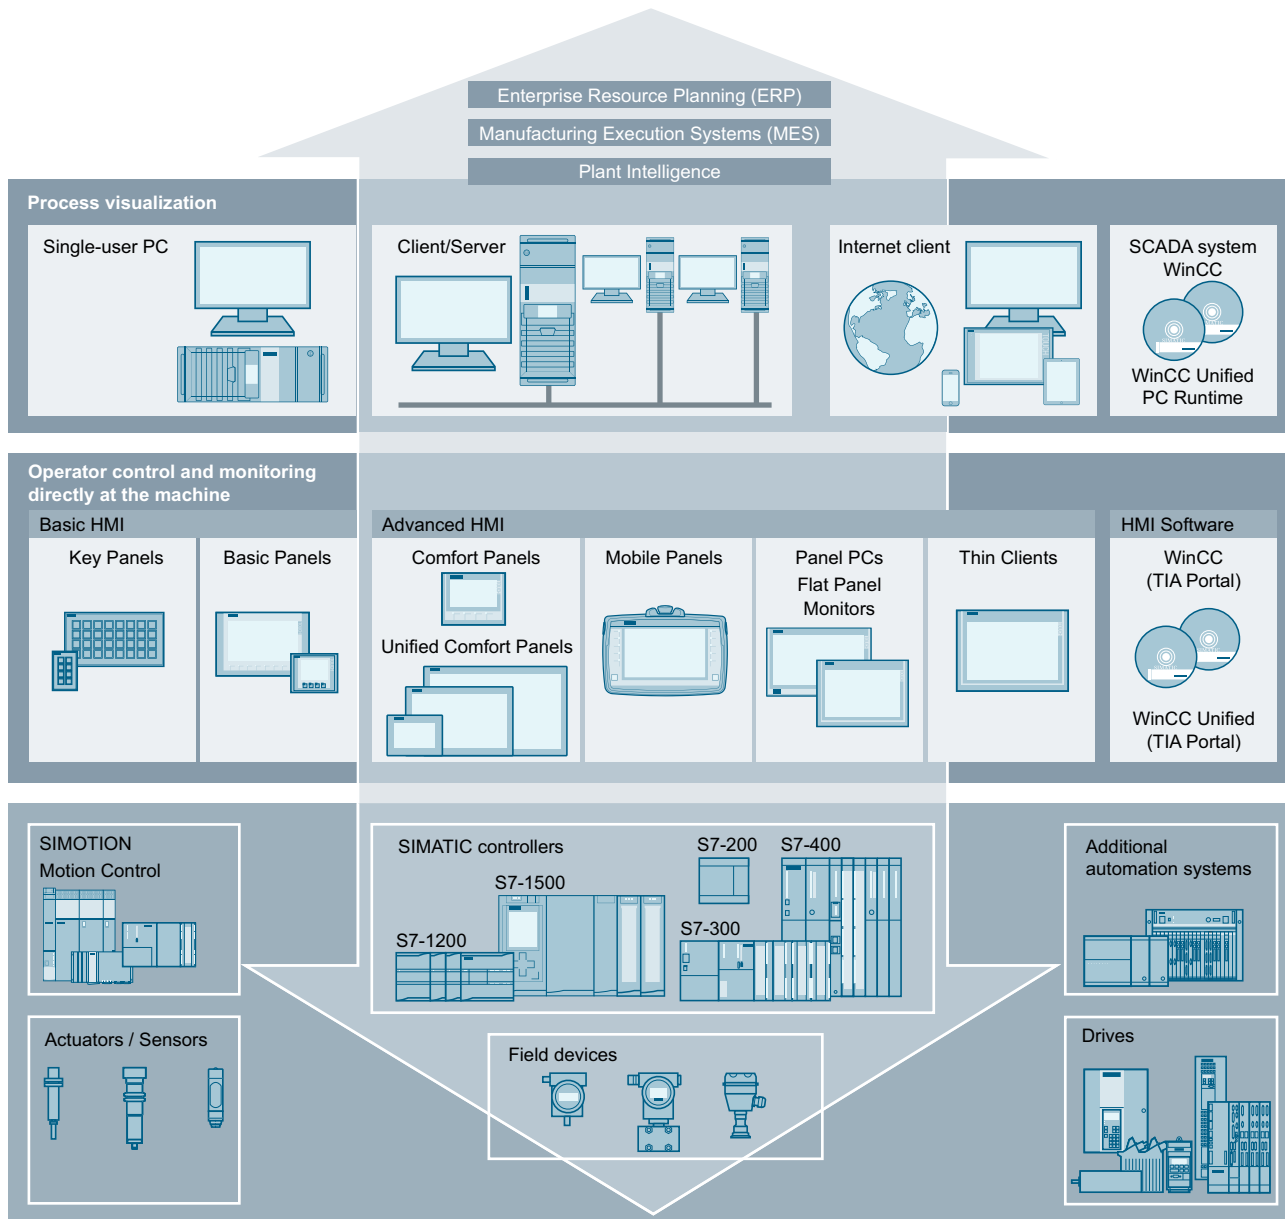 Enterprise Resource Planning (ERP)
Manufacturing Execution Systems (MES)
Plant Intelligence
Process visualization
Single-user PC
Client/Server
Internet client
SCADA system
WinCC
WinCC Unified
PC Runtime
Operator control and monitoring
directly at the machine
Basic HMI
Advanced HMI
HMI Software
Key Panels
Basic Panels
Comfort Panels
Unified Comfort Panels
Mobile Panels
Panel PCs
Flat Panel
Monitors
Thin Clients
WinCC
(TIA Portal)
WinCC Unified
(TIA Portal)
SIMOTION
Motion Control
SIMATIC controllers
S7-200
S7-400
S7-1500
S7-300
S7-1200
Additional
automation systems
Actuators / Sensors
Field devices
Drives